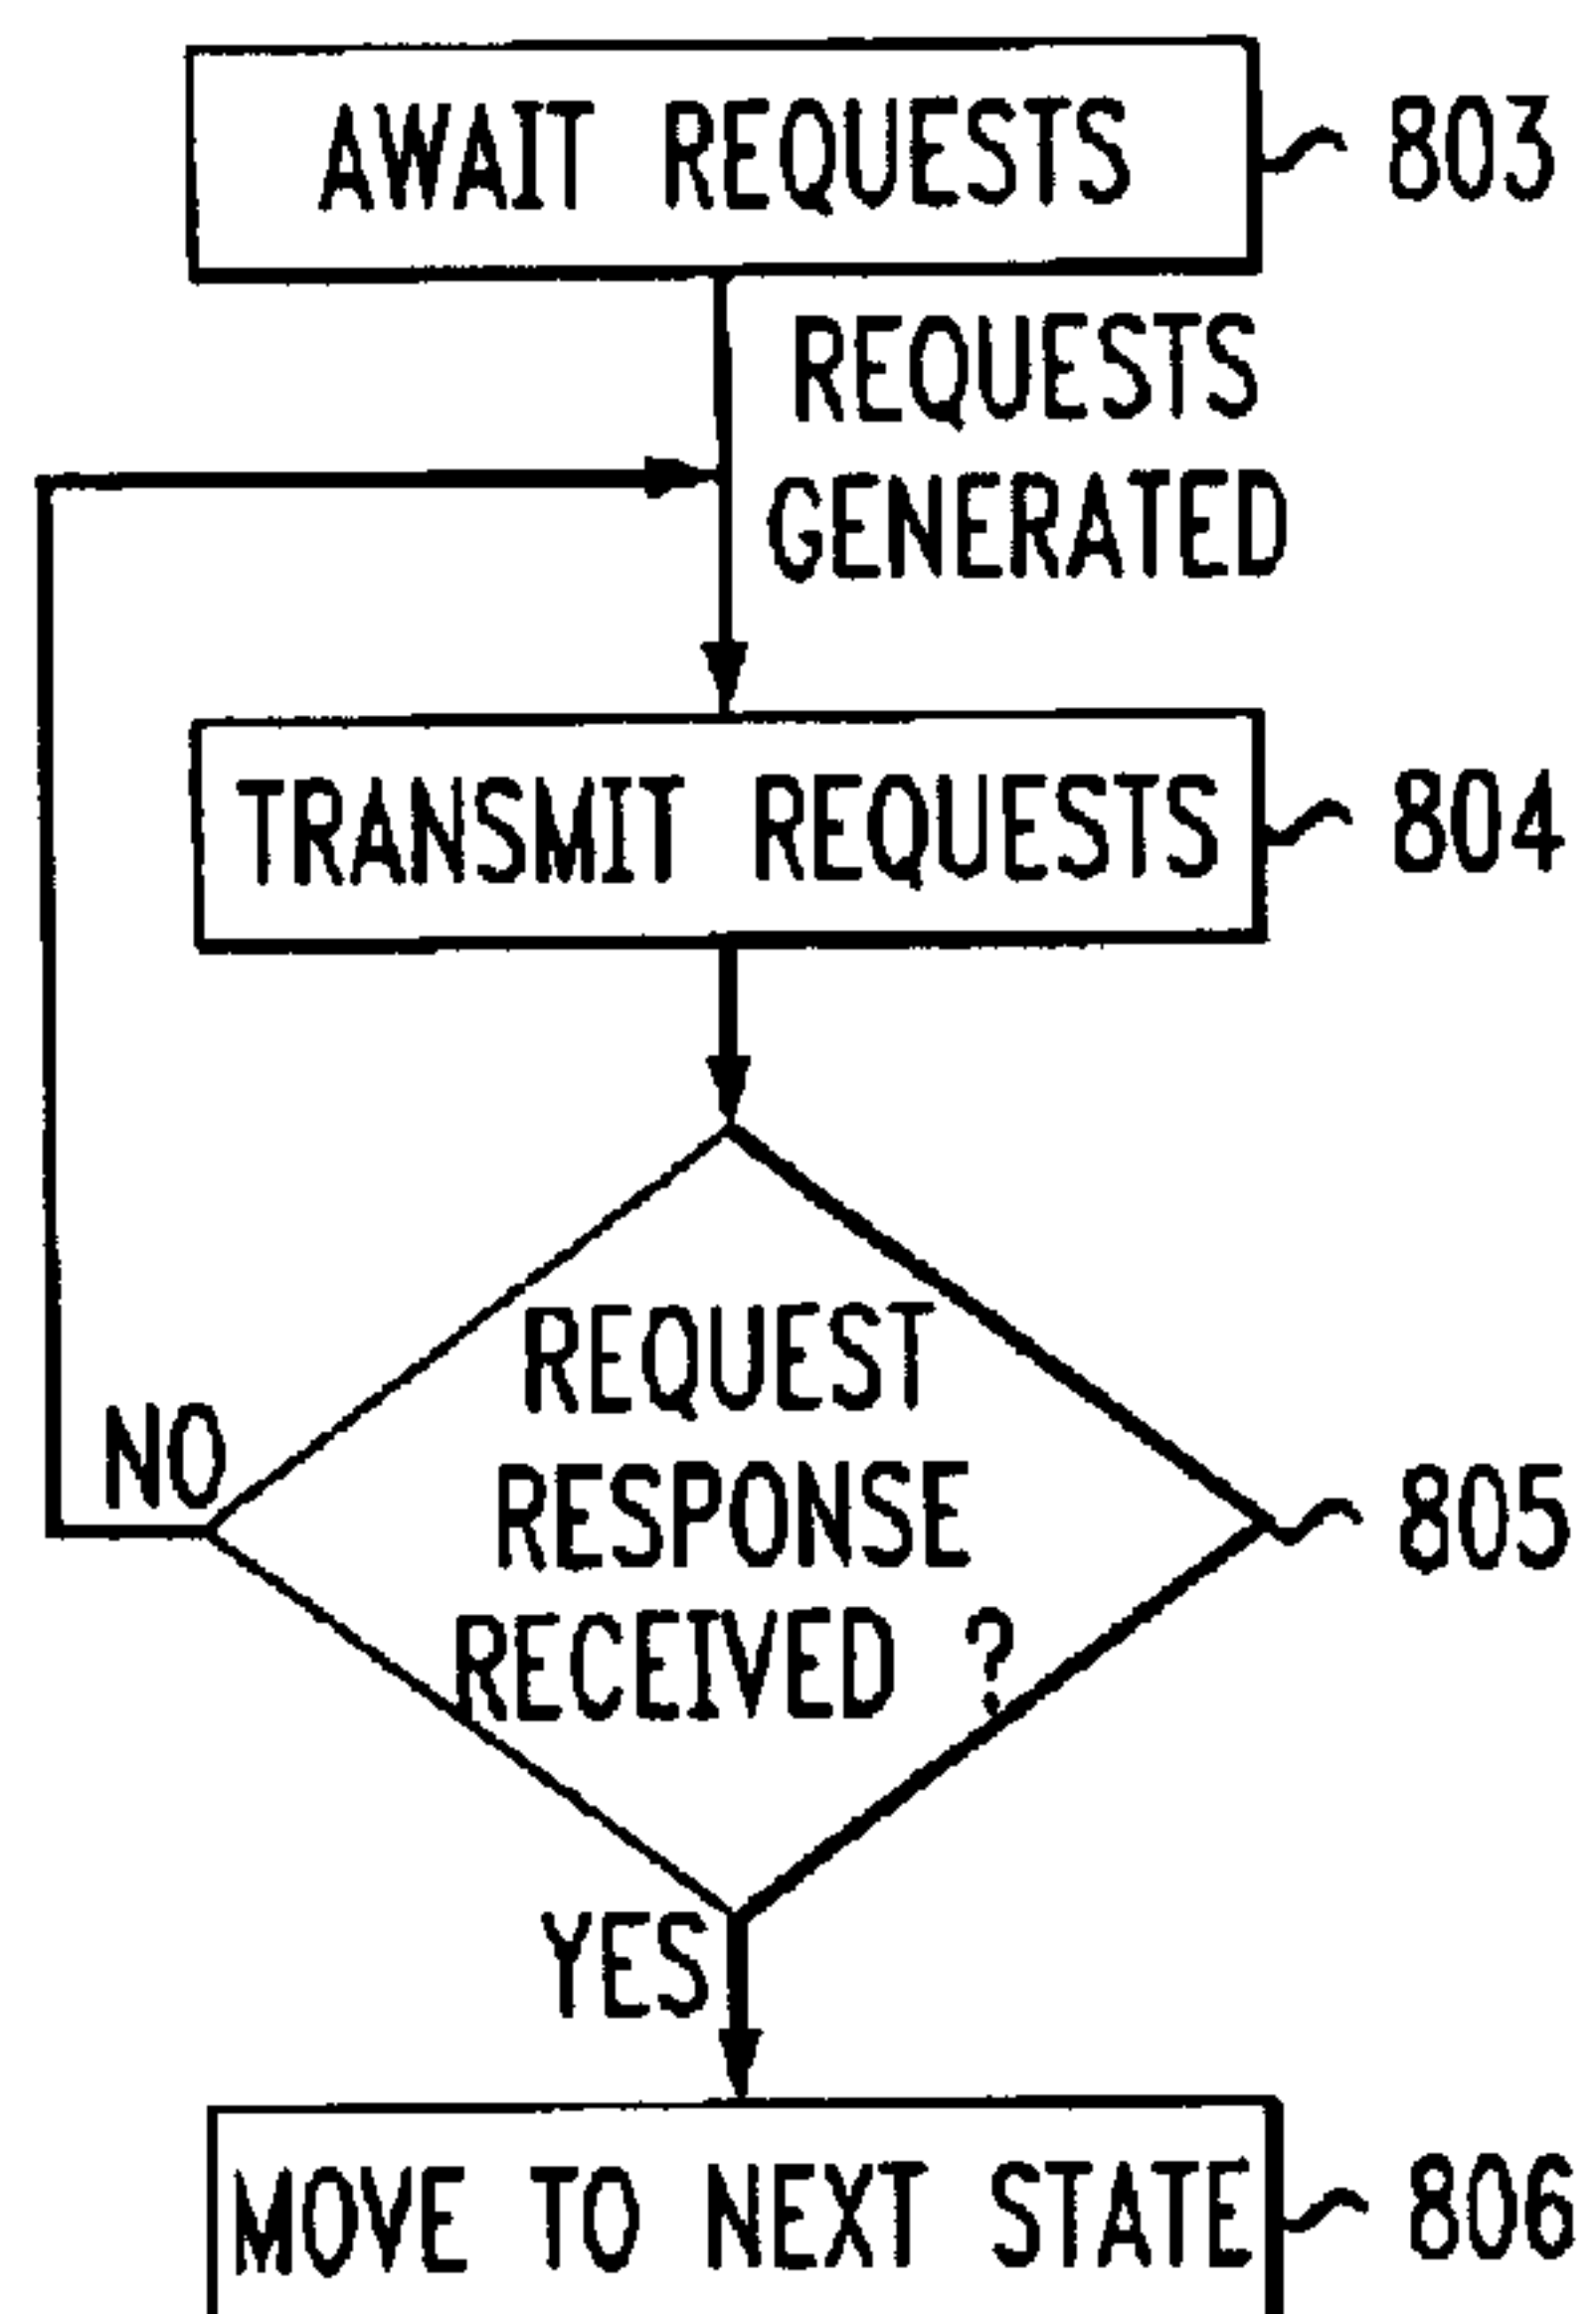 AWAIT REQUESTS
803
REQUESTS
GENERATED
TRANSMIT REQUESTS
804
REQUEST
RESPONSE
RECEIVED ?
805
NO
YES
MOVE TO NEXT STATE
806